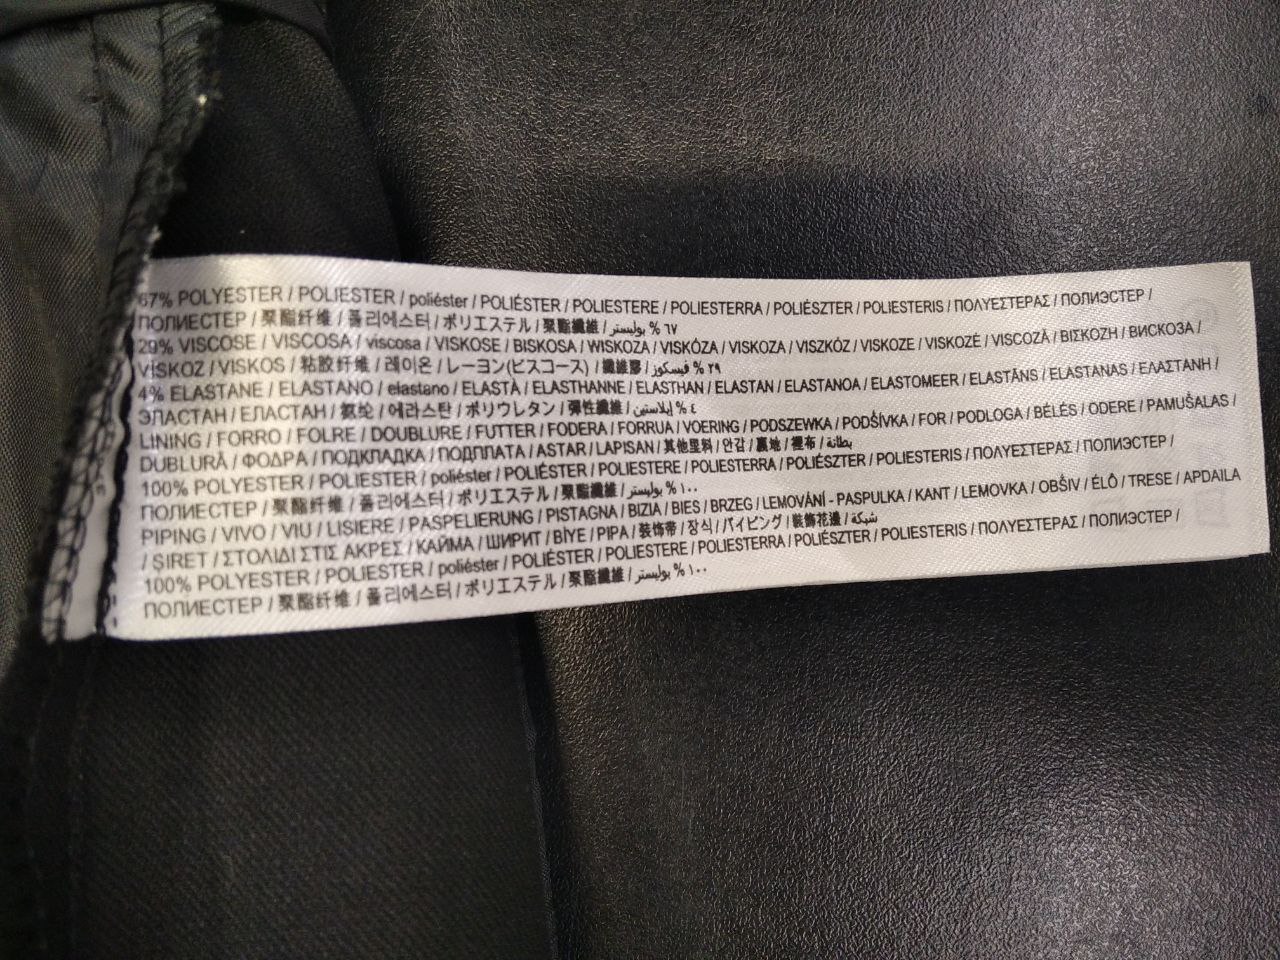 67% POLYESTER / POLIESTER / poliéster / POLIÉSTER / POLIESTERE / POLIESTERRA / POLIÉSZTER / POLIESTERIS / ΠΟΛΥΕΣΤΕΡΑΣ / ПОЛИЭСТЕР /
ПОЛИЕСТЕР / 聚酯纤维 / 폴리에스터 / ポリエステル / 聚酯纖維 / بوليستر % ٦٧
29% VISCOSE / VISCOSA / viscosa / VISKOSE / BISKOSA / WISKOZA / VISKÓZA / VISKOZA / VISZKÓZ / VISKOZE / VISKOZĖ / VISCOZĂ / ΒΙΣΚΟΖΗ / ВИСКОЗА /
VİSKOZ / VISKOS / 粘胶纤维 / 레이온 / レーヨン(ビスコース) / 纖維膠 / فيسكوز % ٢٩
4% ELASTANE / ELASTANO / elastano / ELASTÀ / ELASTHANNE / ELASTHAN / ELASTAN / ELASTANOA / ELASTOMEER / ELASTĀNS / ELASTANAS / ΕΛΑΣΤΑΝΗ /
ЭЛАСТАН / ЕЛАСТАН / 氨纶 / 에라스탄 / ポリウレタン / 彈性纖維 / إيلاستين % ٤
LINING / FORRO / FOLRE / DOUBLURE / FUTTER / FODERA / FORRUA / VOERING / PODSZEWKA / PODŠÍVKA / FOR / PODLOGA / BÉLÉS / ODERE / PAMUŠALAS /
DUBLURĂ / ΦΟΔΡΑ / ПОДКЛАДКА / ПОДПЛАТА / ASTAR / LAPISAN / 其他里料 / 안감 / 裏地 / 裡布 / بطانة
100% POLYESTER / POLIESTER / poliéster / POLIÉSTER / POLIESTERE / POLIESTERRA / POLIÉSZTER / POLIESTERIS / ΠΟΛΥΕΣΤΕΡΑΣ / ПОЛИЭСТЕР /
ПОЛИЕСТЕР / 聚酯纤维 / 폴리에스터 / ポリエステル / 聚酯纖維 / بوليستر % ١٠٠
PIPING / VIVO / VIU / LISIERE / PASPELIERUNG / PISTAGNA / BIZIA / BIES / BRZEG / LEMOVÁNÍ - PASPULKA / KANT / LEMOVKA / OBŠIV / ÉLŐ / TRESE / APDAILA
/ ŞIRET / ΣΤΟΛΙΔΙ ΣΤΙΣ ΑΚΡΕΣ / КАЙМА / ШИРИТ / BİYE / PIPA / 装饰带 / 장식 / パイピング / 裝飾花邊 / شبكة
100% POLYESTER / POLIESTER / poliéster / POLIÉSTER / POLIESTERE / POLIESTERRA / POLIÉSZTER / POLIESTERIS / ΠΟΛΥΕΣΤΕΡΑΣ / ПОЛИЭСТЕР /
ПОЛИЕСТЕР / 聚酯纤维 / 폴리에스터 / ポリエステル / 聚酯纖維 / بوليستر % ١٠٠